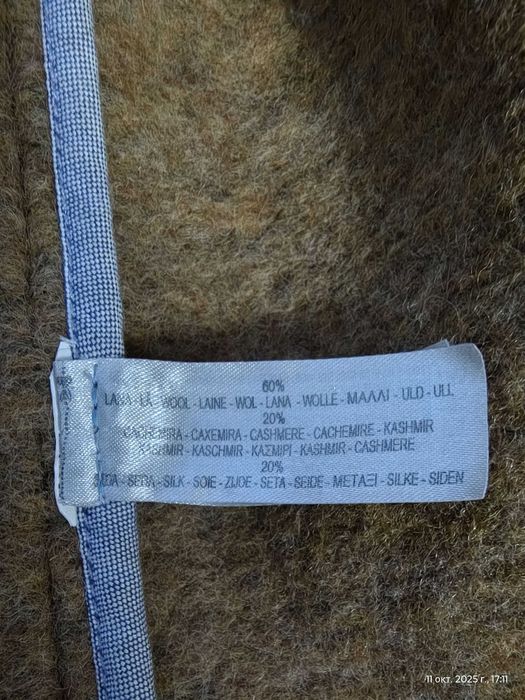 60%
LANA - LÃ - WOOL - LAINE - WOL - LANA - WOLLE - ΜΑΛΛΙ - ULD - ULL
20%
CACHEMIRA - CAXEMIRA - CASHMERE - CACHEMIRE - KASHMIR
KASHMIR - KASCHMIR - ΚΑΣΜΙΡΙ - KASHMIR - CASHMERE
20%
SEDA - SEDA - SILK - SOIE - ZIJDE - SETA - SEIDE - ΜΕΤΑΞΙ - SILKE - SIDEN
11 окт. 2025 г., 17:11